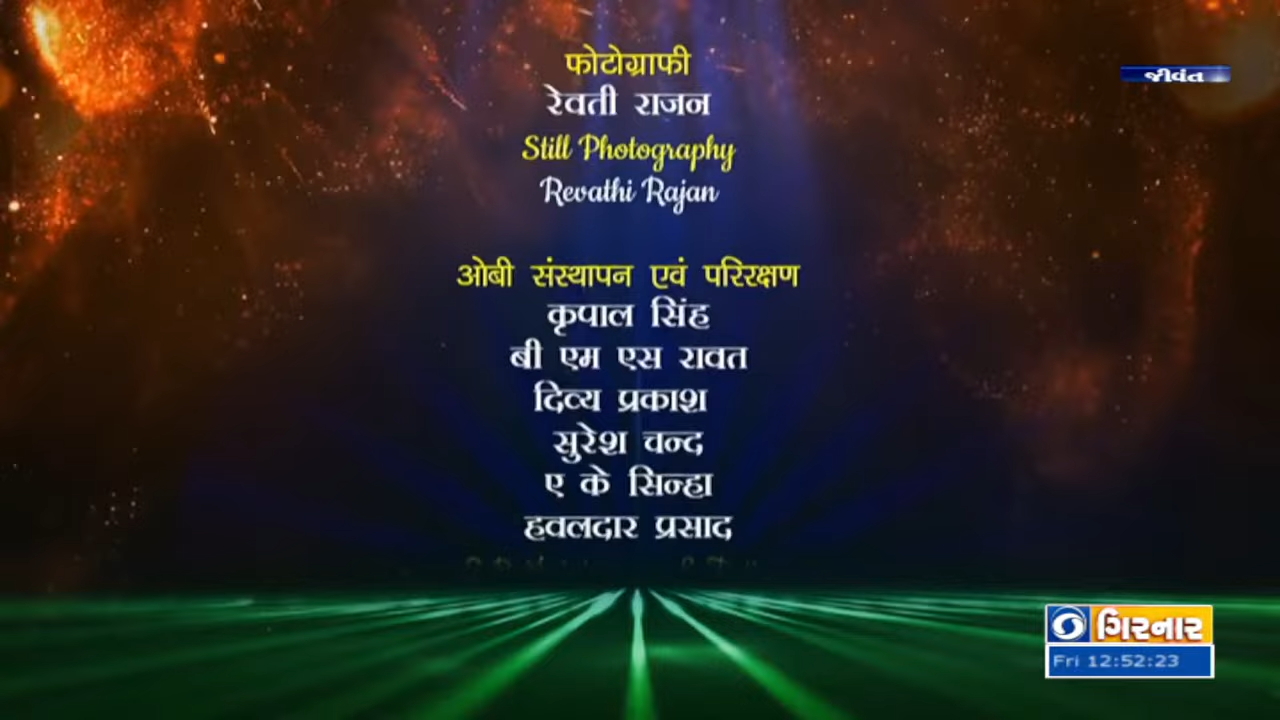 फोटोग्राफी
जीवंत
रेवती राजन
Still Photography
Revathi Rajan
ओबी संस्थापन एवं परिरक्षण
कृपाल सिंह
बी एम एस रावत
दिव्य प्रकाश
सुरेश चन्द
ए के सिन्हा
हवलदार प्रसाद
ગિરનાર
Fri 12:52:23